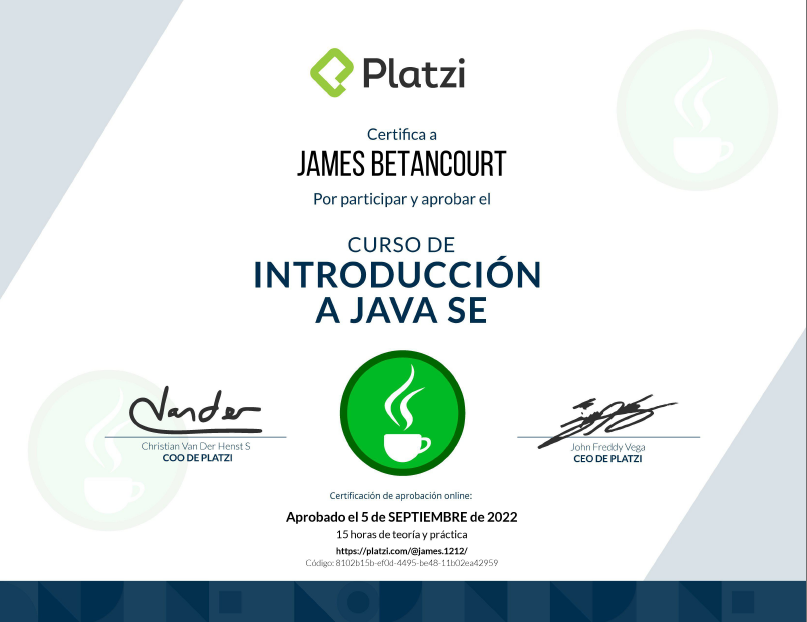 Platzi
Certifica a
JAMES BETANCOURT
Por participar y aprobar el
CURSO DE
INTRODUCCIÓN
A JAVA SE
Vander
Christian Van Der Henst S
COO DE PLATZI
John Freddy Vega
CEO DE PLATZI
Certificación de aprobación online:
Aprobado el 5 de SEPTIEMBRE de 2022
15 horas de teoría y práctica
https://platzi.com/@james.1212/
Código: 8102b15b-ef0d-4495-be48-11b02ea42959